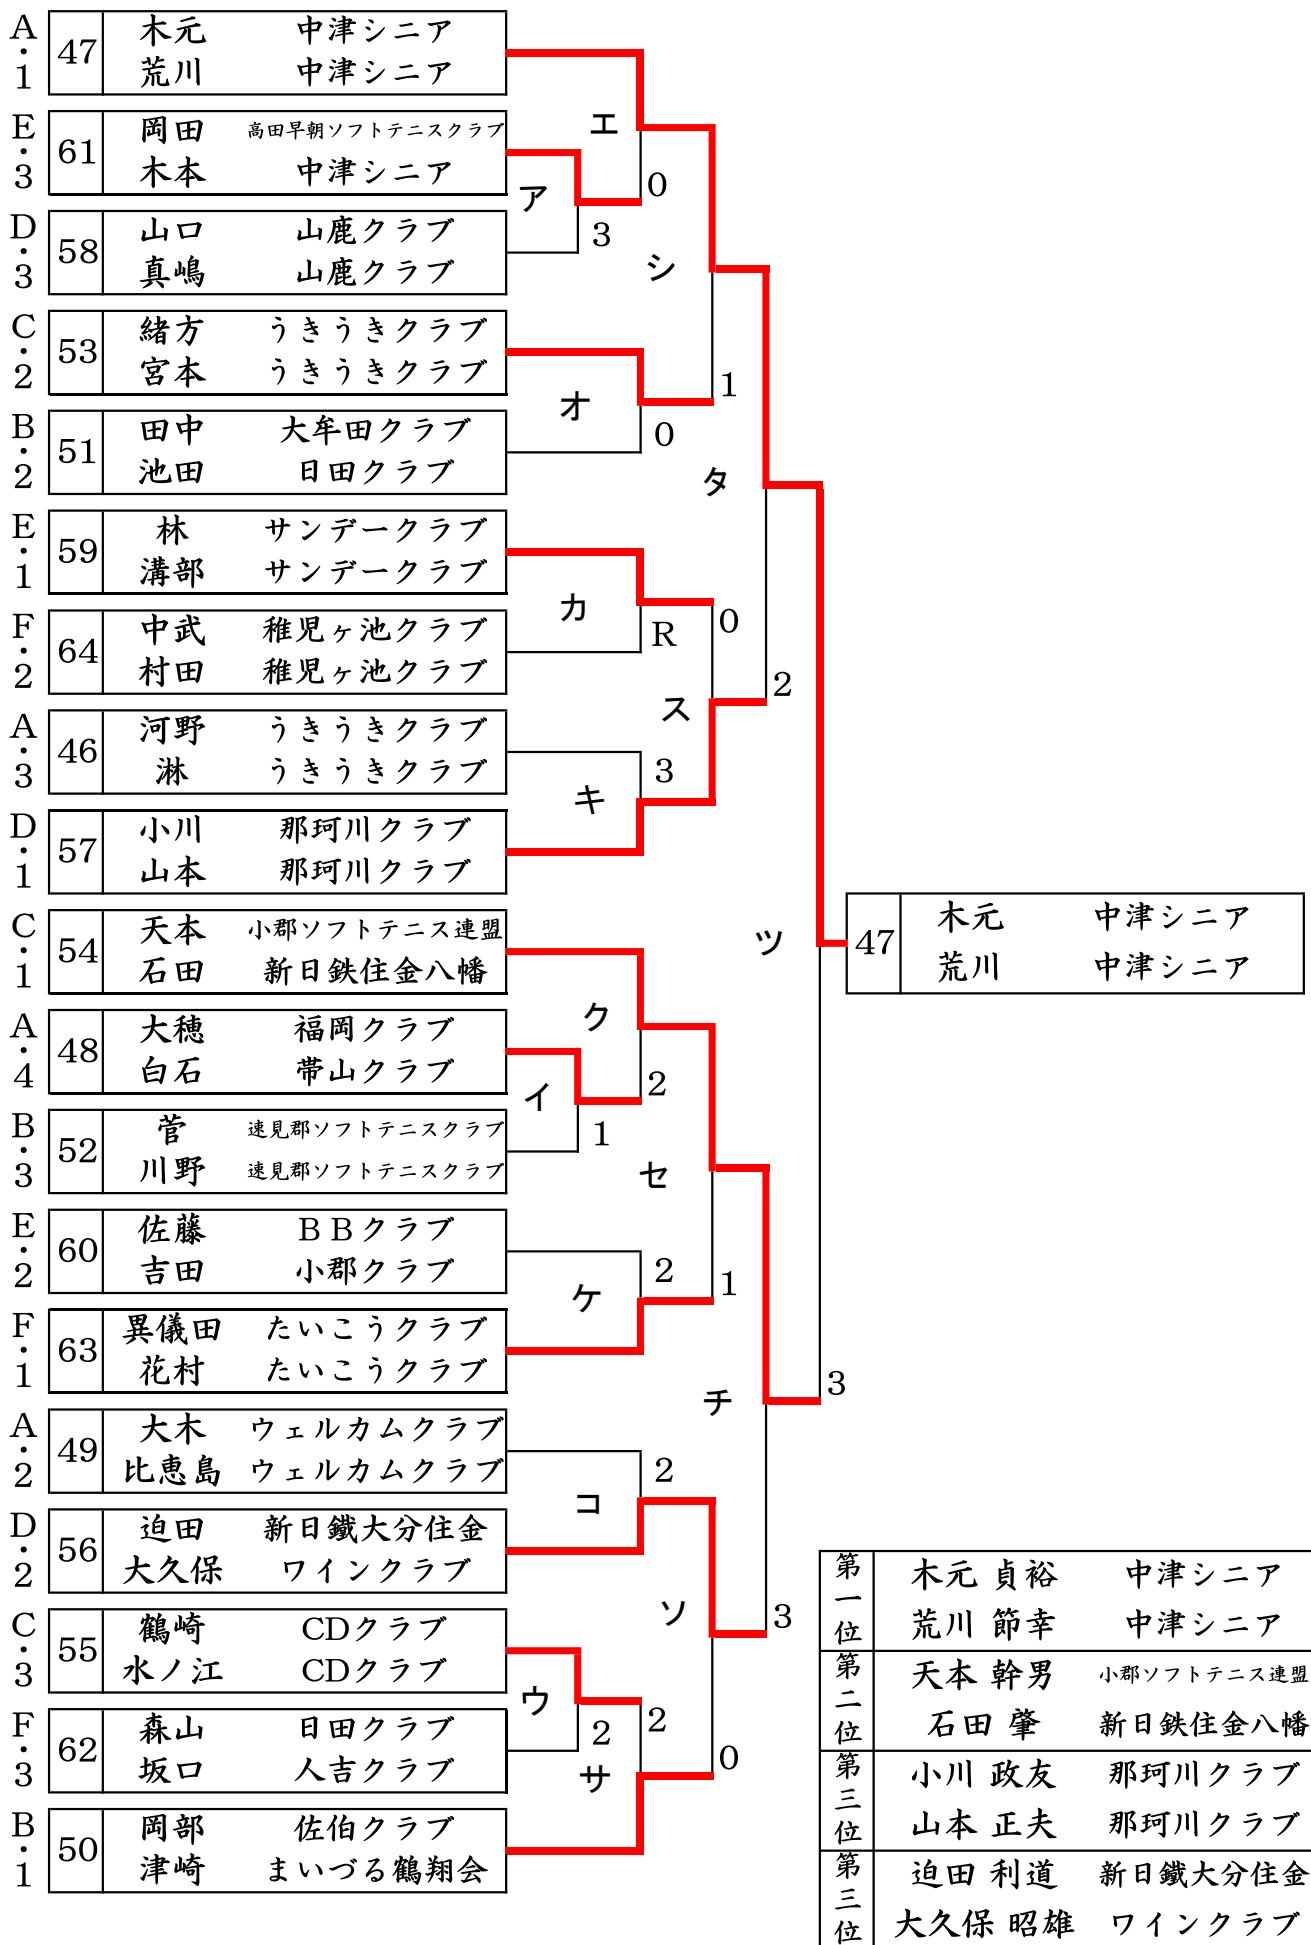 A・1 47 木元 中津シニア
荒川 中津シニア
E・3 61 岡田 高田早朝ソフトテニスクラブ
木本 中津シニア
D・3 58 山口 山鹿クラブ
真嶋 山鹿クラブ
C・2 53 緒方 うきうきクラブ
宮本 うきうきクラブ
B・2 51 田中 大牟田クラブ
池田 日田クラブ
E・1 59 林 サンデークラブ
溝部 サンデークラブ
F・2 64 中武 稚児ヶ池クラブ
村田 稚児ヶ池クラブ
A・3 46 河野 うきうきクラブ
淋 うきうきクラブ
D・1 57 小川 那珂川クラブ
山本 那珂川クラブ
C・1 54 天本 小郡ソフトテニス連盟
石田 新日鉄住金八幡
A・4 48 大穂 福岡クラブ
白石 帯山クラブ
B・3 52 菅 速見郡ソフトテニスクラブ
川野 速見郡ソフトテニスクラブ
E・2 60 佐藤 BBクラブ
吉田 小郡クラブ
F・1 63 異儀田 たいこうクラブ
花村 たいこうクラブ
A・2 49 大木 ウェルカムクラブ
比恵島 ウェルカムクラブ
D・2 56 迫田 新日鐵大分住金
大久保 ワインクラブ
C・3 55 鶴崎 CDクラブ
水ノ江 CDクラブ
F・3 62 森山 日田クラブ
坂口 人吉クラブ
B・1 50 岡部 佐伯クラブ
津崎 まいづる鶴翔会
ア 3
イ 1
ウ 2
エ 0
オ 0
カ R
キ 3
ク 2
ケ 2
コ 2
サ 2
シ 1
ス 0
セ 1
ソ 0
タ 2
チ 3
ツ 3
47 木元 中津シニア
荒川 中津シニア
第一位 木元 貞裕 中津シニア
荒川 節幸 中津シニア
第二位 天本 幹男 小郡ソフトテニス連盟
石田 肇 新日鉄住金八幡
第三位 小川 政友 那珂川クラブ
山本 正夫 那珂川クラブ
第三位 迫田 利道 新日鐵大分住金
大久保 昭雄 ワインクラブ